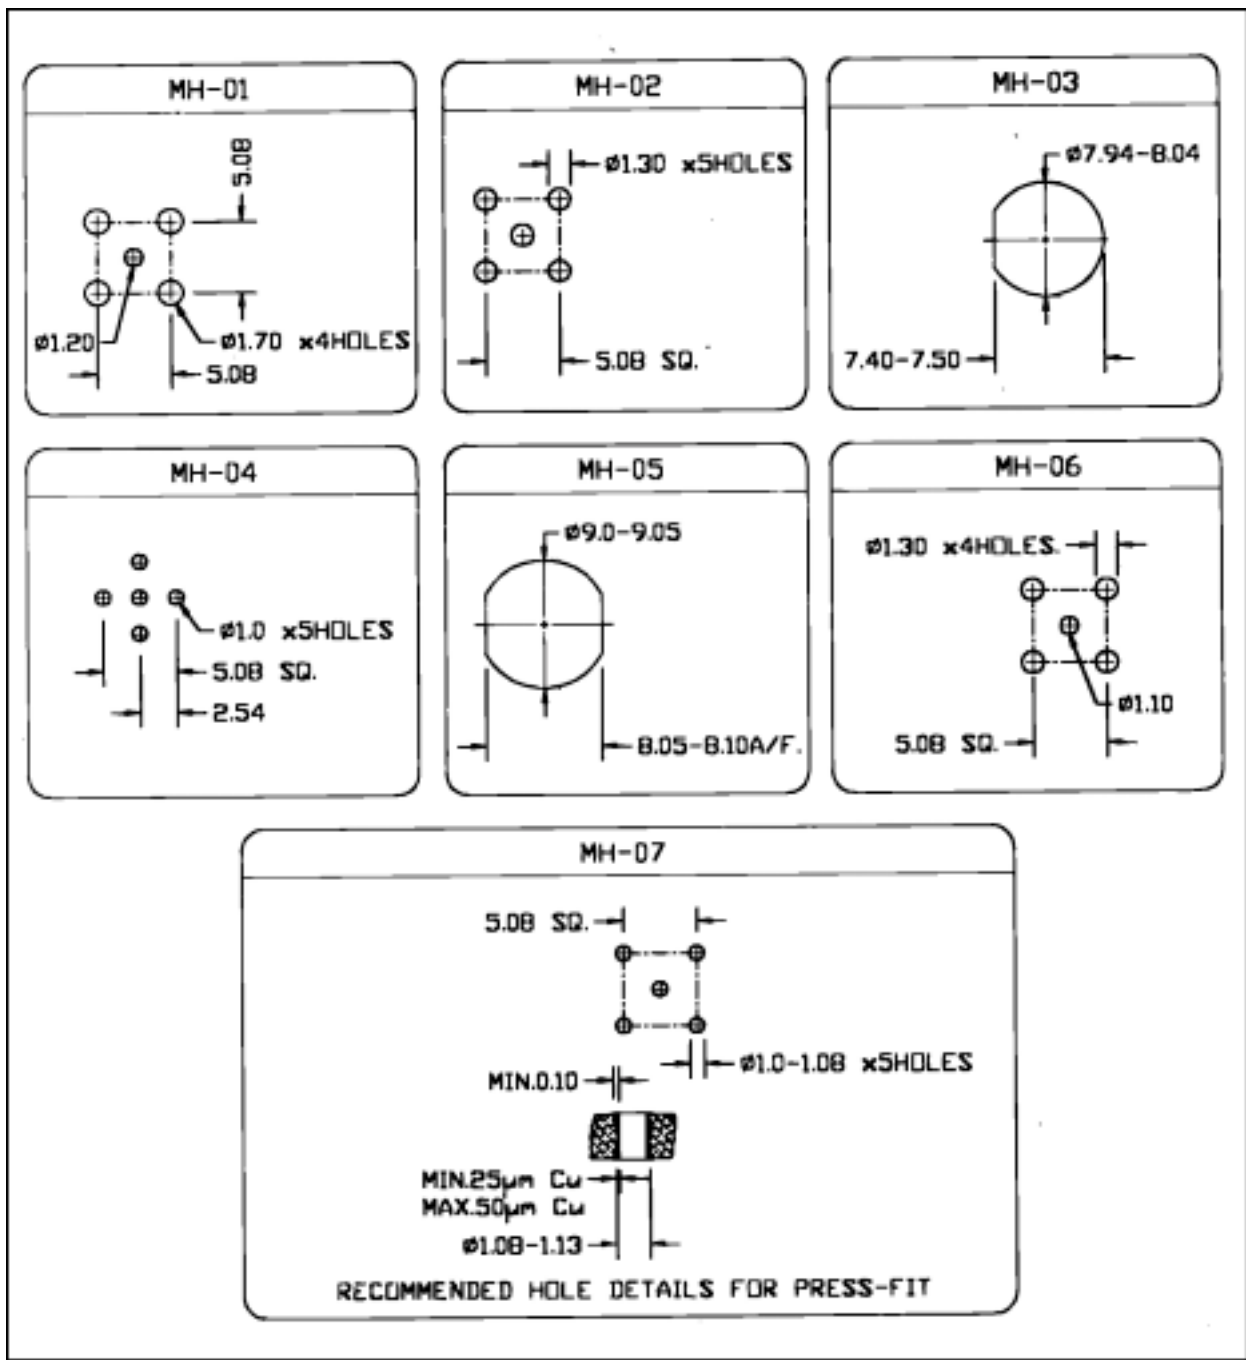 MH-01
5.08
Ø1.20
Ø1.70 x4HOLES
5.08
MH-02
Ø1.30 x5HOLES
5.08 SQ.
MH-03
Ø7.94-8.04
7.40-7.50
MH-04
Ø1.0 x5HOLES
5.08 SQ.
2.54
MH-05
Ø9.0-9.05
8.05-8.10A/F.
MH-06
Ø1.30 x4HOLES.
Ø1.10
5.08 SQ.
MH-07
5.08 SQ.
Ø1.0-1.08 x5HOLES
MIN.0.10
MIN.25µm Cu
MAX.50µm Cu
Ø1.08-1.13
RECOMMENDED HOLE DETAILS FOR PRESS-FIT